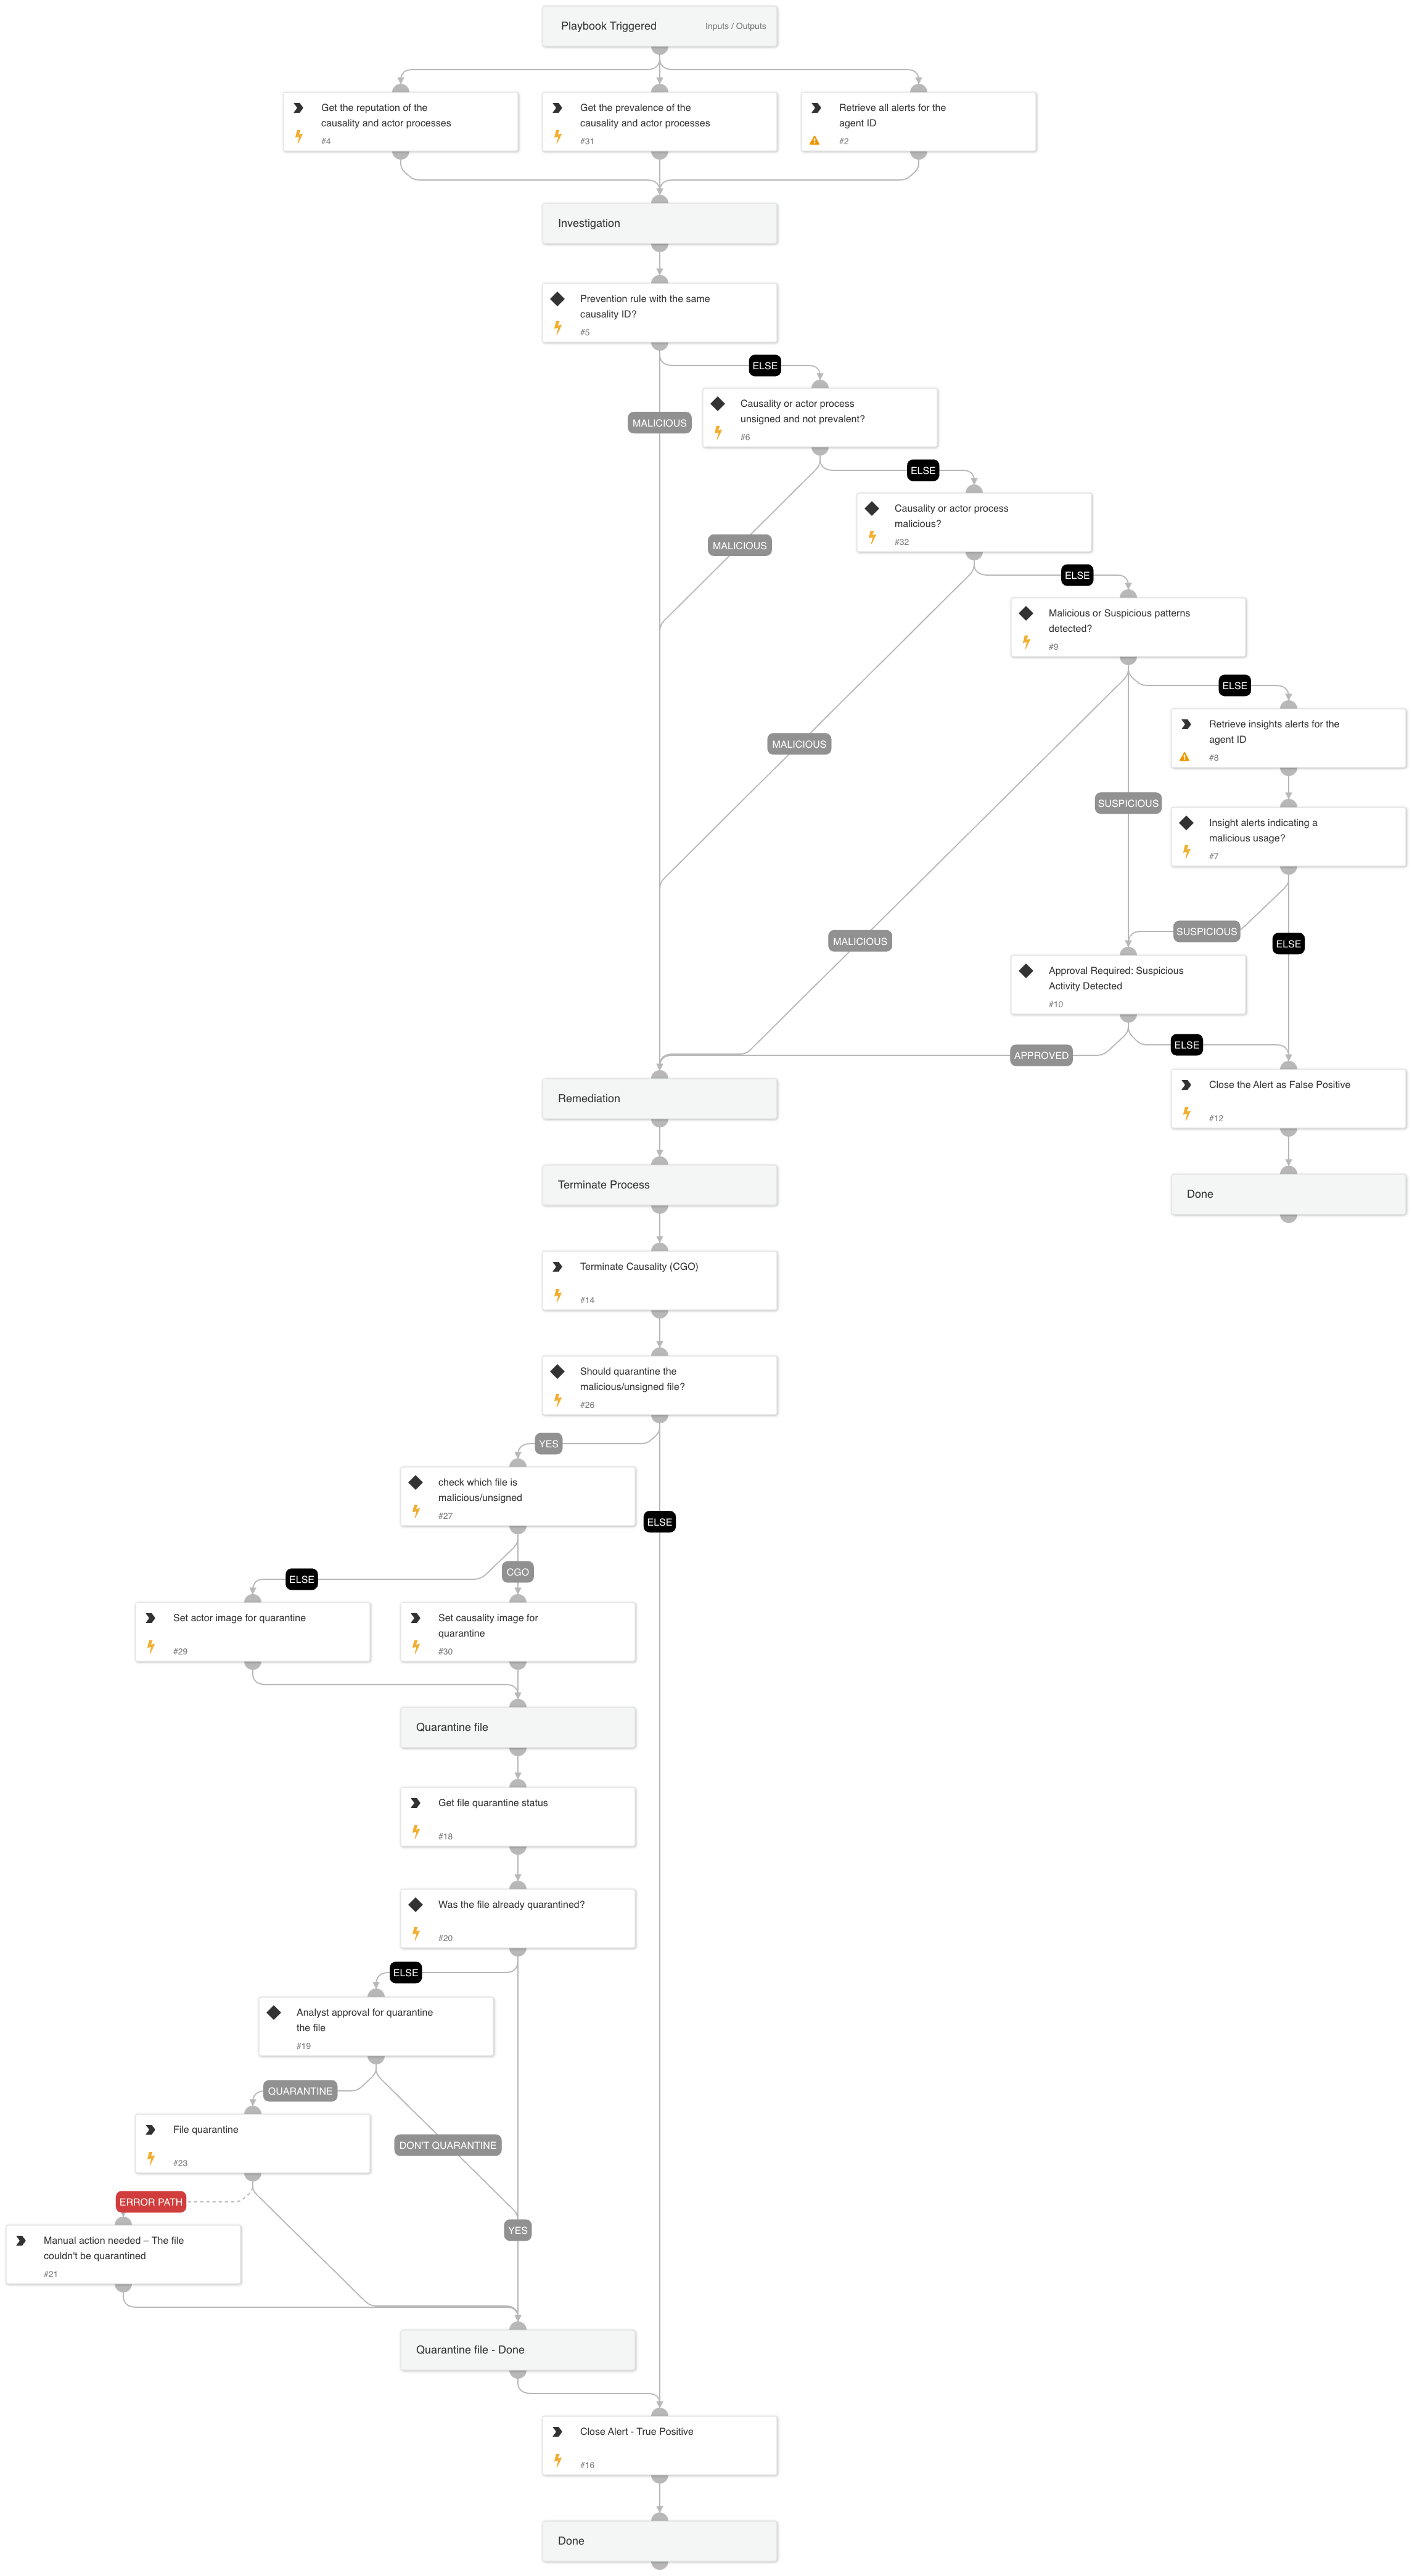 Playbook Triggered
Inputs / Outputs
Get the reputation of the
causality and actor processes
#4
Get the prevalence of the
causality and actor processes
#31
Retrieve all alerts for the
agent ID
#2
Investigation
Prevention rule with the same
causality ID?
#5
ELSE
MALICIOUS
Causality or actor process
unsigned and not prevalent?
#6
ELSE
MALICIOUS
Causality or actor process
malicious?
#32
ELSE
MALICIOUS
Malicious or Suspicious patterns
detected?
#9
ELSE
Retrieve insights alerts for the
agent ID
#8
SUSPICIOUS
Insight alerts indicating a
malicious usage?
#7
MALICIOUS
SUSPICIOUS
ELSE
Approval Required: Suspicious
Activity Detected
#10
ELSE
APPROVED
Close the Alert as False Positive
#12
Remediation
Terminate Process
Done
Terminate Causality (CGO)
#14
Should quarantine the
malicious/unsigned file?
#26
YES
check which file is
malicious/unsigned
#27
ELSE
CGO
ELSE
Set actor image for quarantine
#29
Set causality image for
quarantine
#30
Quarantine file
Get file quarantine status
#18
Was the file already quarantined?
#20
ELSE
Analyst approval for quarantine
the file
#19
QUARANTINE
File quarantine
#23
DON'T QUARANTINE
ERROR PATH
YES
Manual action needed – The file
couldn't be quarantined
#21
Quarantine file - Done
Close Alert - True Positive
#16
Done